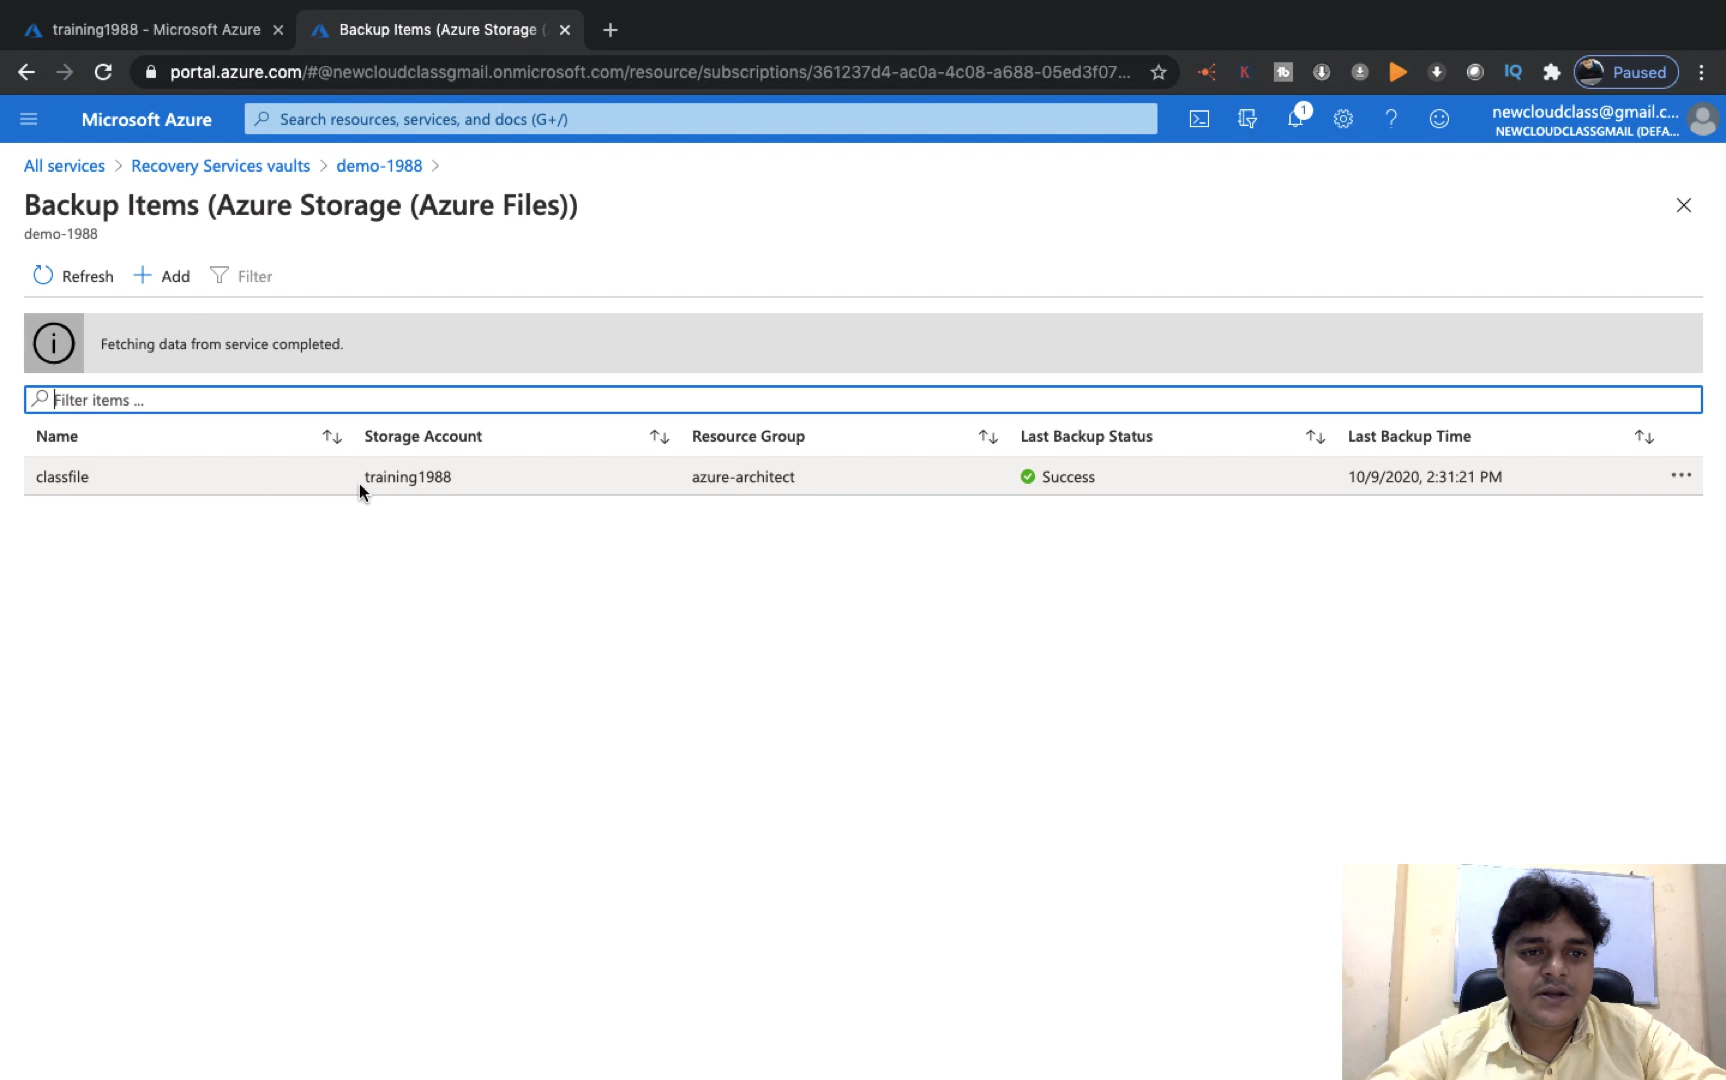 training1988 - Microsoft Azure
Backup Items (Azure Storage (
portal.azure.com/#@newcloudclassgmail.onmicrosoft.com/resource/subscriptions/361237d4-ac0a-4c08-a688-05ed3f07...
K
tb
IQ
Paused
Microsoft Azure
Search resources, services, and docs (G+/)
1
newcloudclass@gmail.c...
NEWCLOUDCLASSGMAIL (DEFA...
All services > Recovery Services vaults > demo-1988 >
Backup Items (Azure Storage (Azure Files))
demo-1988
Refresh + Add Filter
Fetching data from service completed.
Filter items ...
Name Storage Account Resource Group Last Backup Status Last Backup Time
classfile training1988 azure-architect Success 10/9/2020, 2:31:21 PM ...